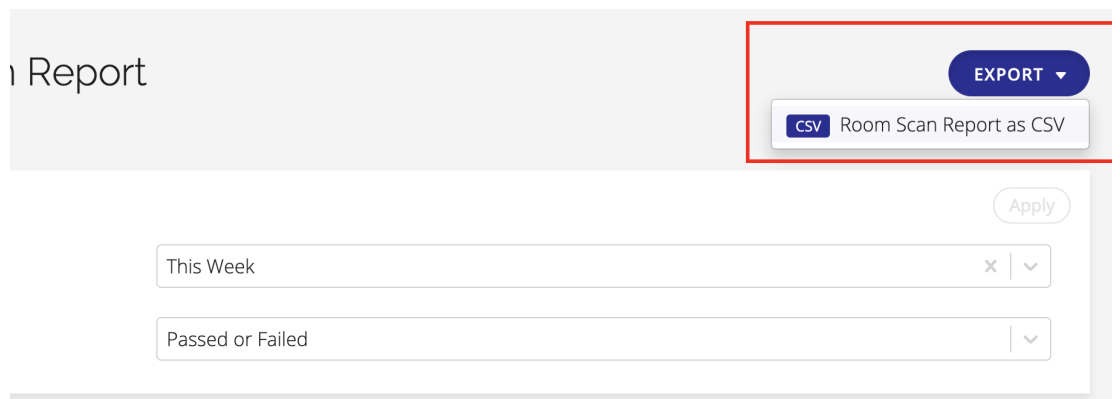 n Report
EXPORT
CSV Room Scan Report as CSV
Apply
This Week
Passed or Failed